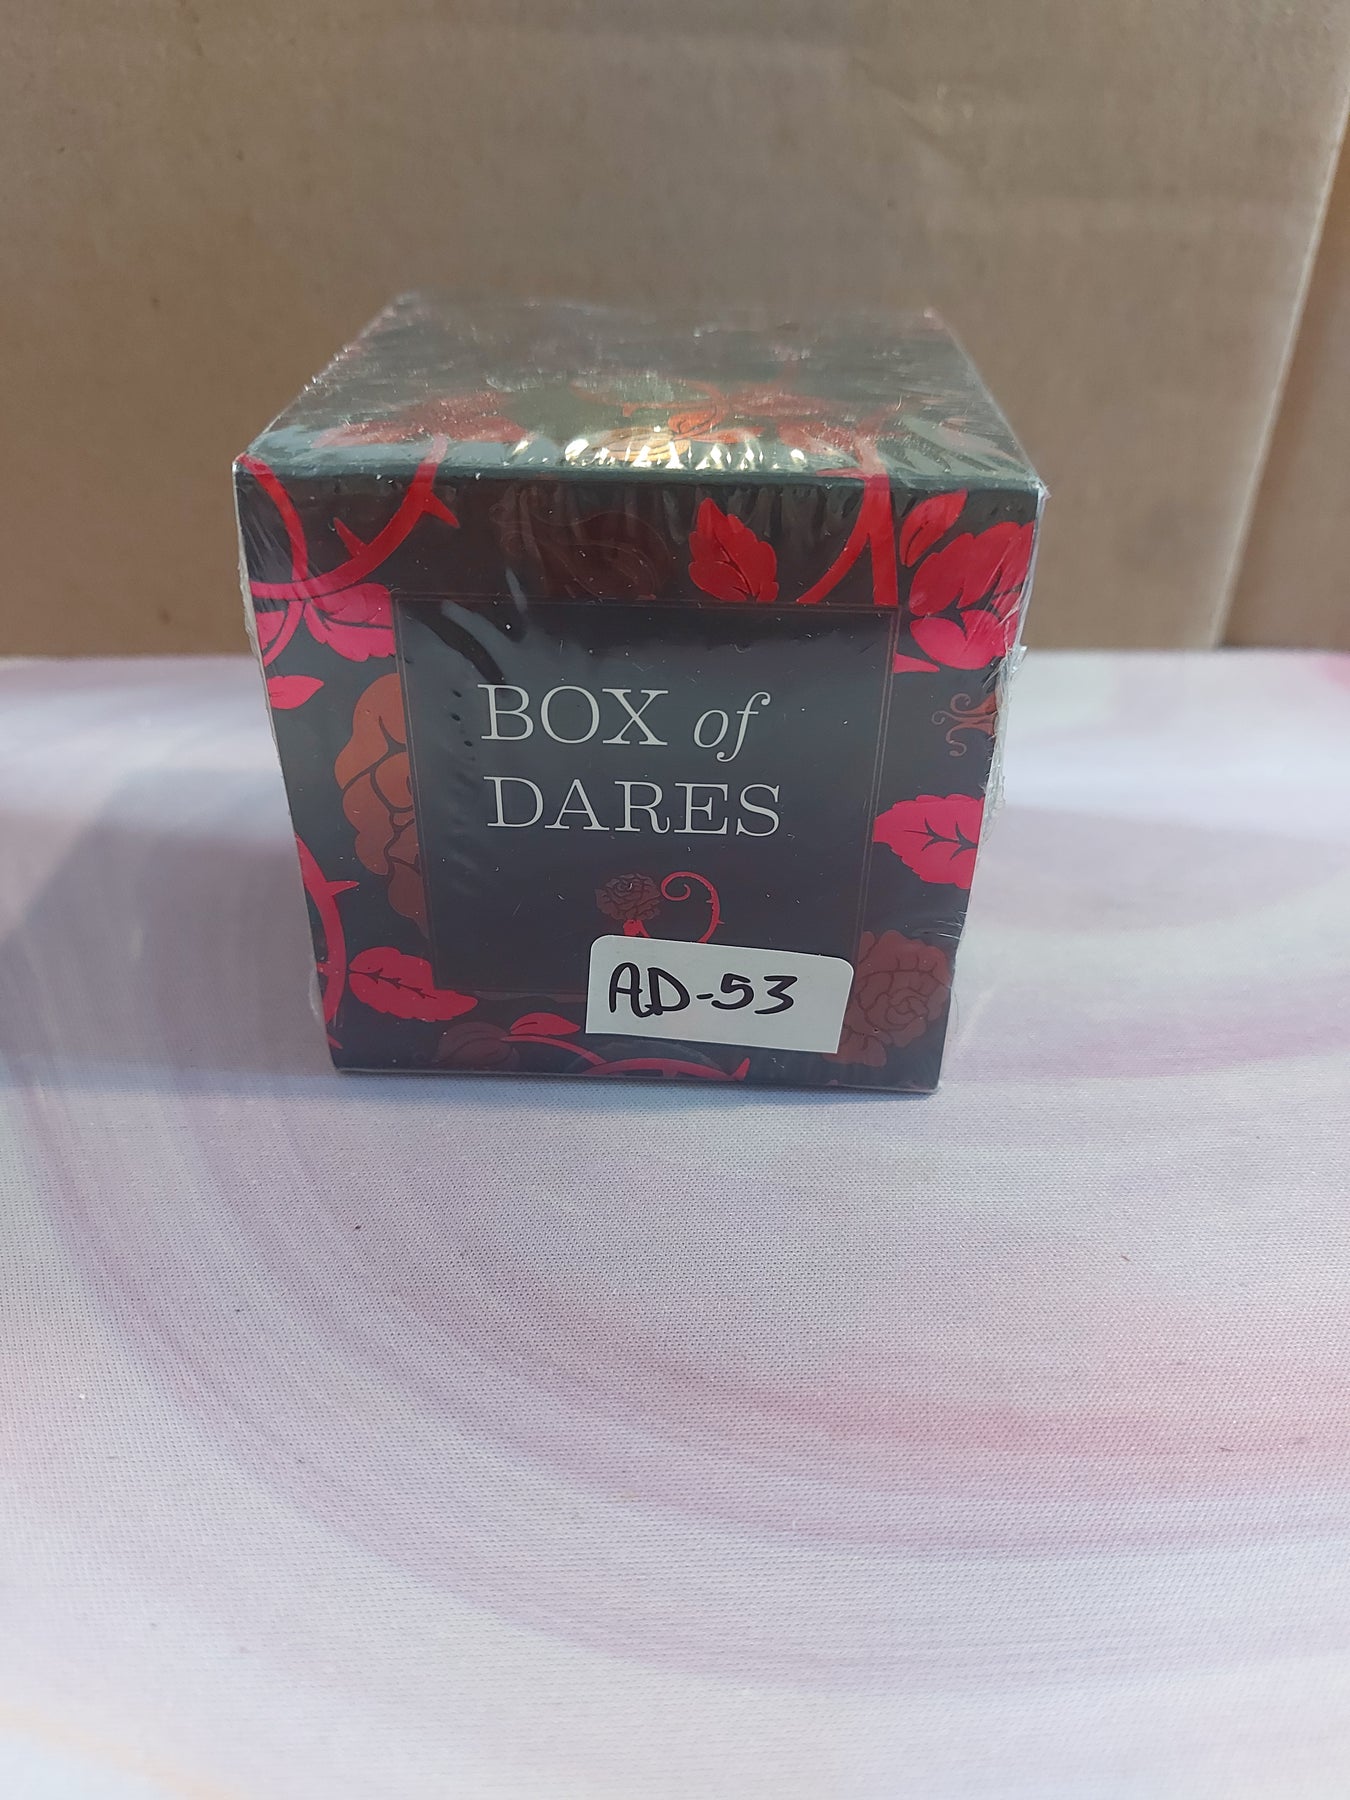 BOX of
DARES
AD-53